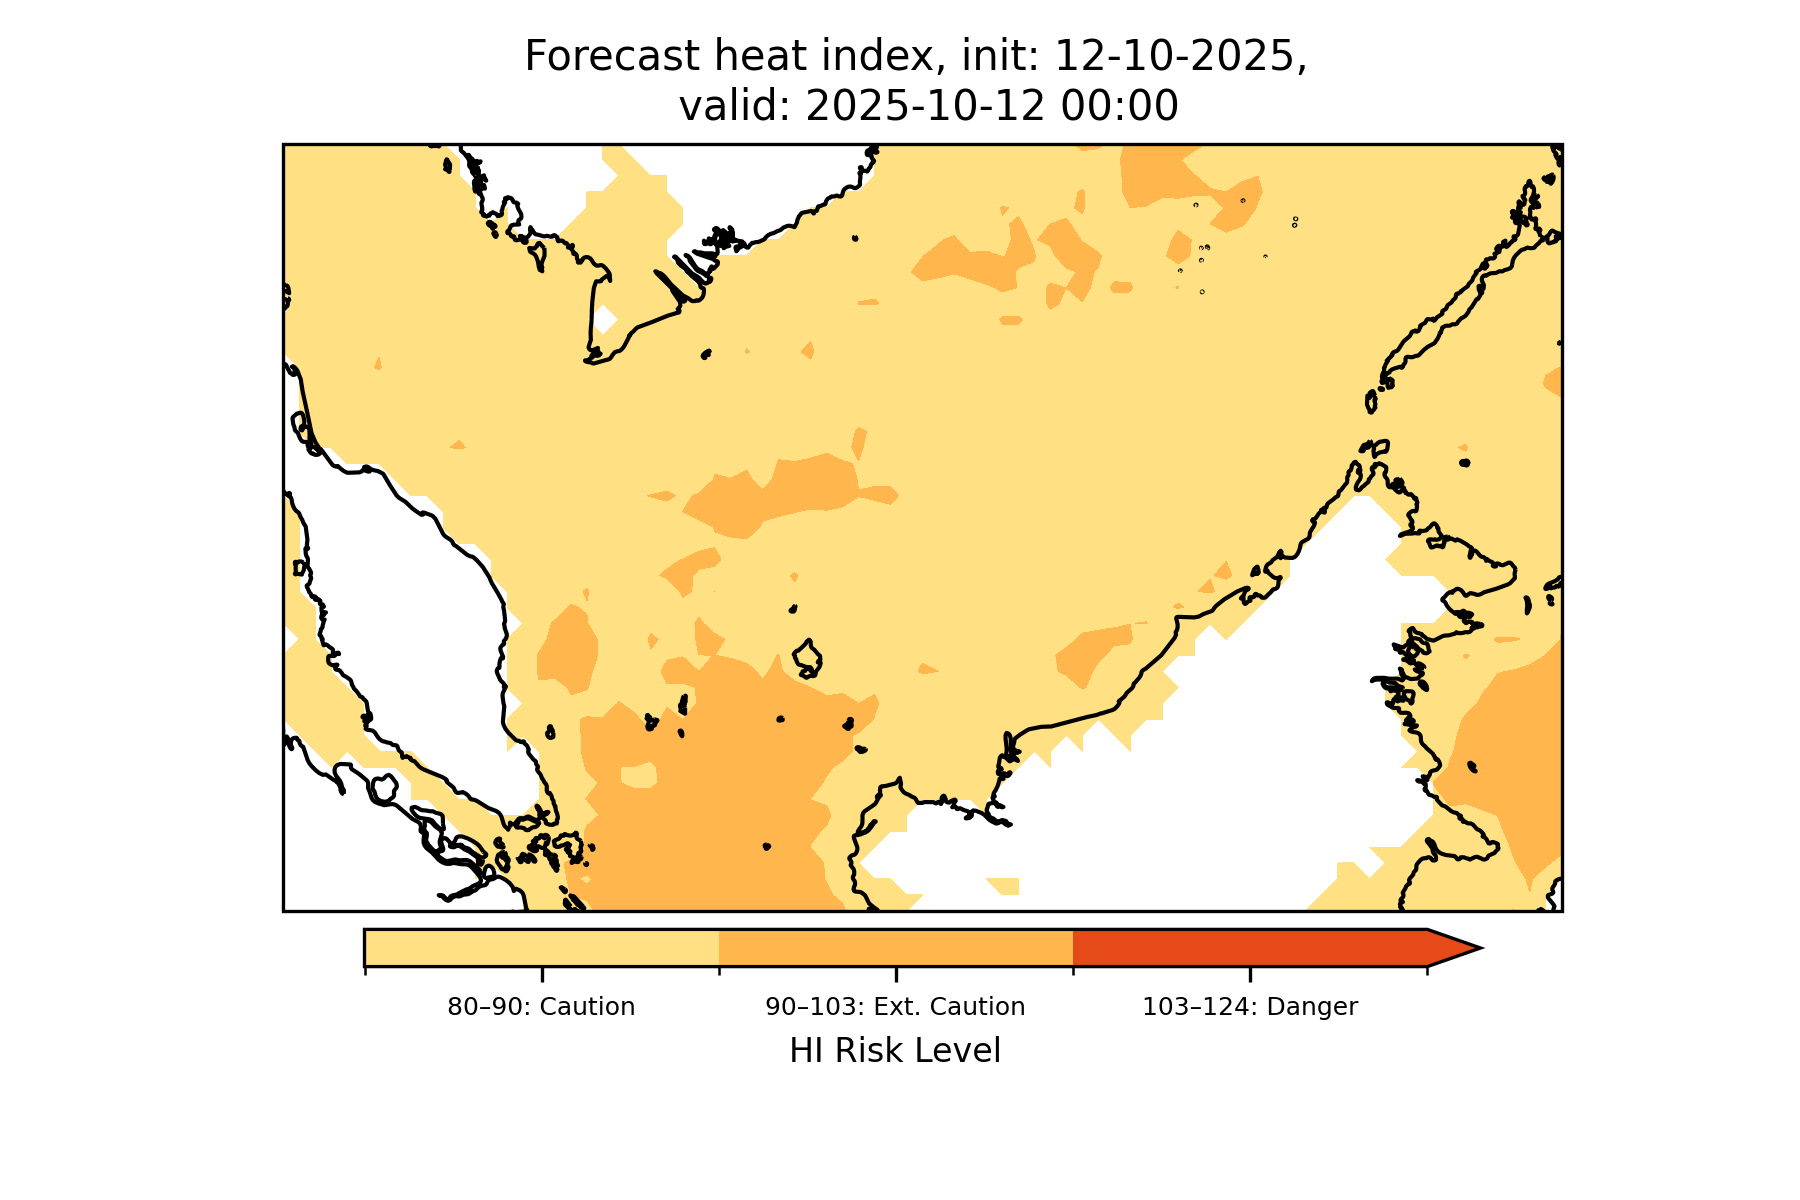 Forecast heat index, init: 12-10-2025,
valid: 2025-10-12 00:00
80–90: Caution
90–103: Ext. Caution
103–124: Danger
HI Risk Level